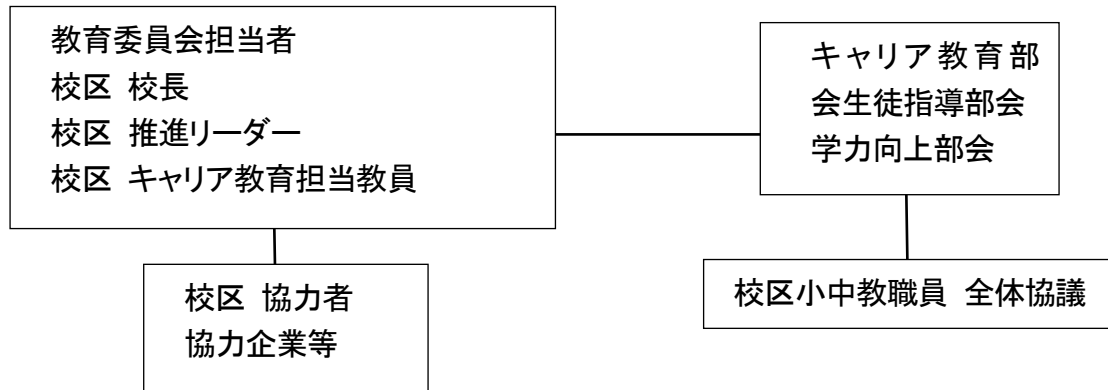 教育委員会担当者
校区 校長
校区 推進リーダー
校区 キャリア教育担当教員
キャリア教育部
会生徒指導部会
学力向上部会
校区 協力者
協力企業等
校区小中教職員 全体協議